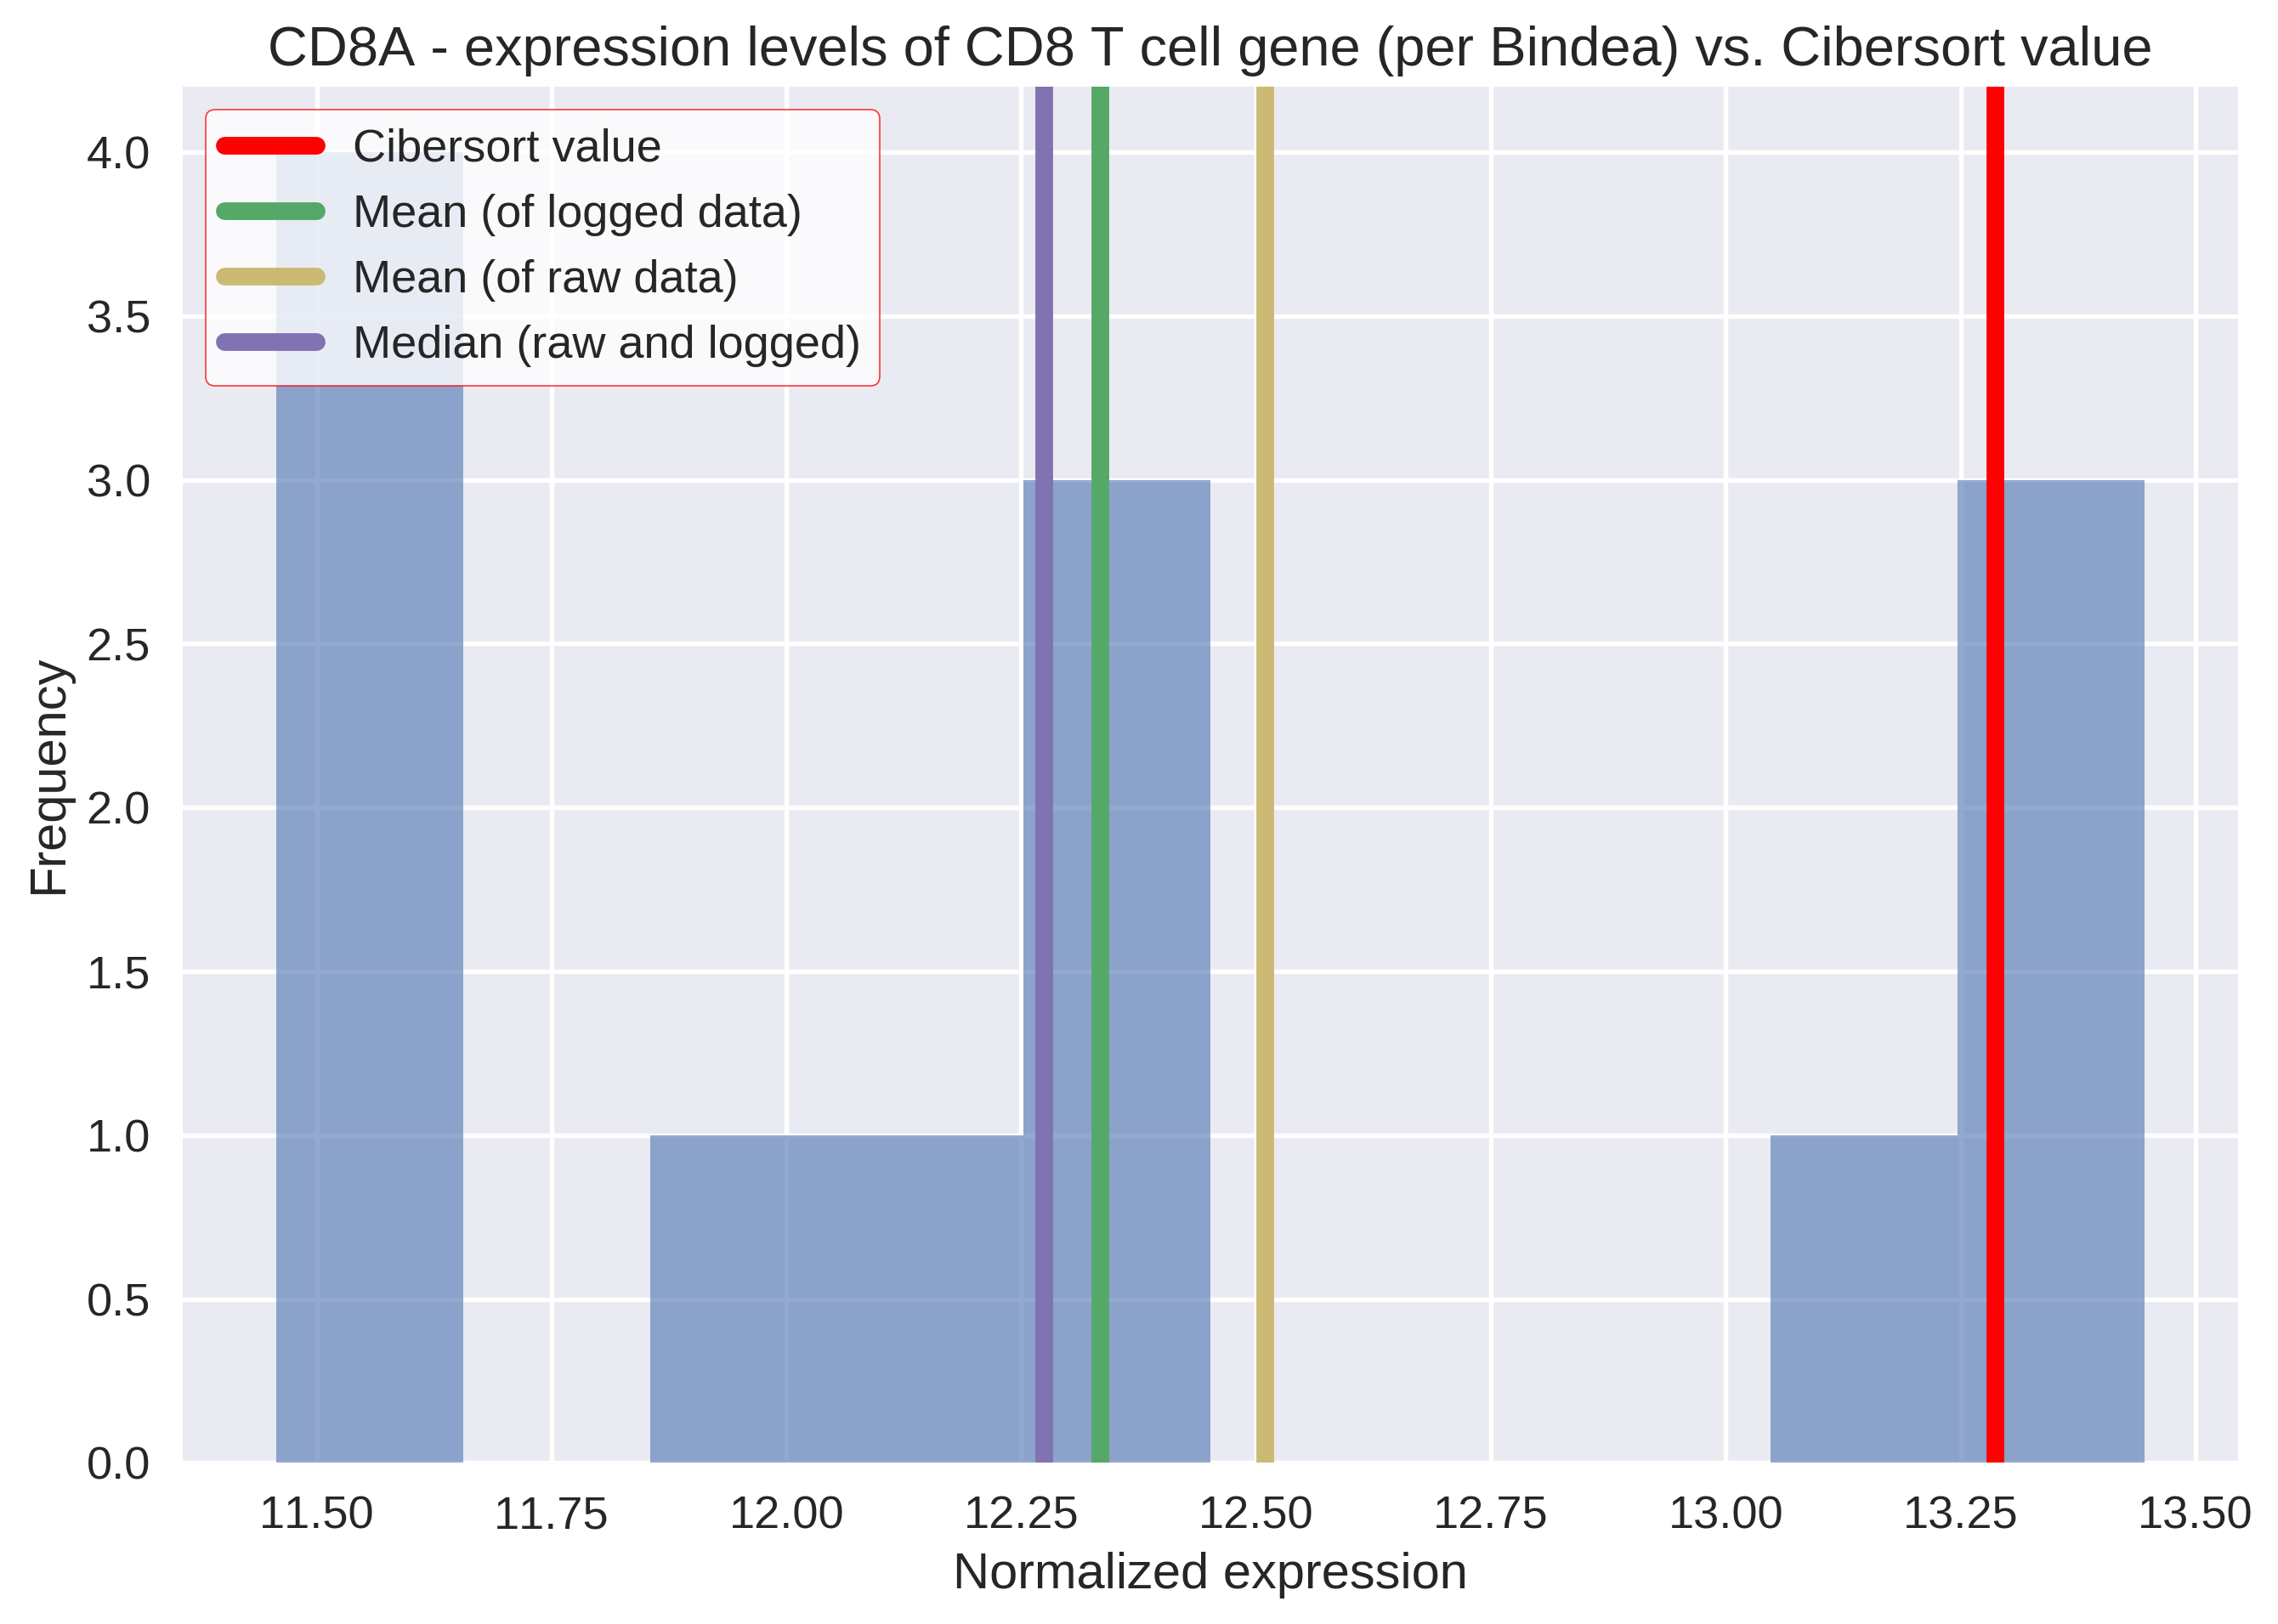 CD8A - expression levels of CD8 T cell gene (per Bindea) vs. Cibersort value
Cibersort value
Mean (of logged data)
Mean (of raw data)
Median (raw and logged)
Frequency
4.0
3.5
3.0
2.5
2.0
1.5
1.0
0.5
0.0
11.50 11.75 12.00 12.25 12.50 12.75 13.00 13.25 13.50
Normalized expression